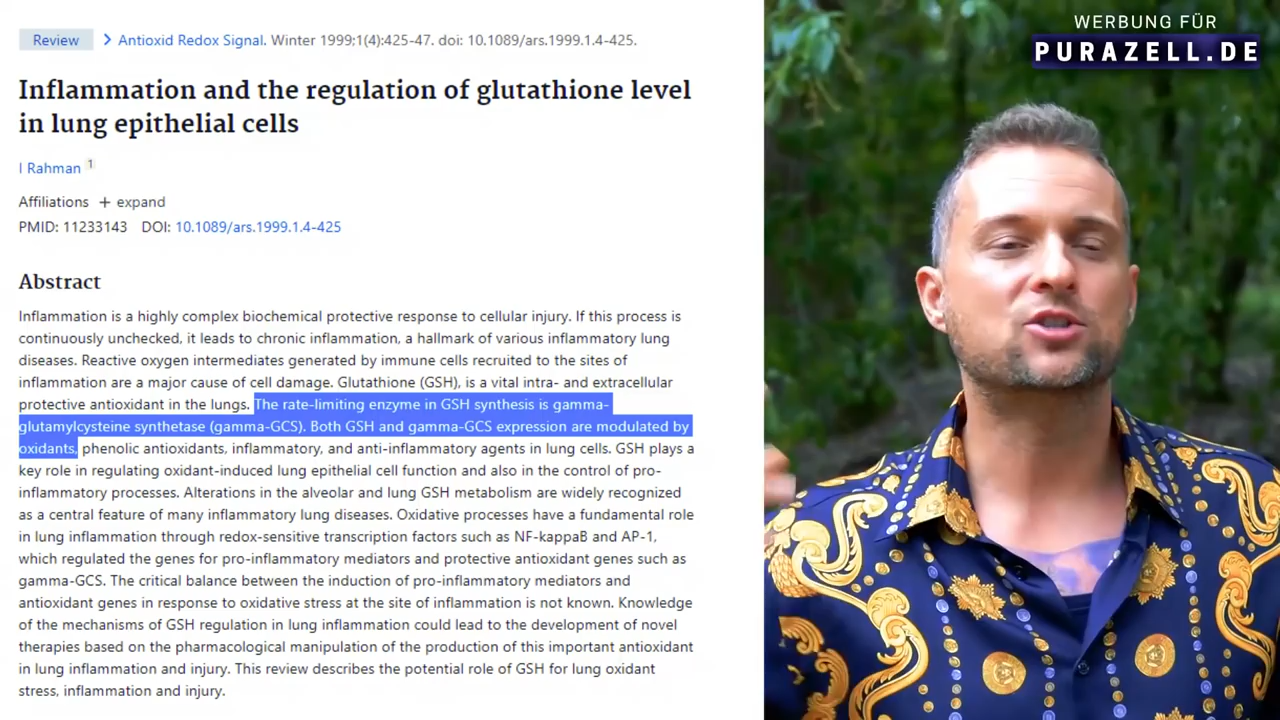 Review
Antioxid Redox Signal. Winter 1999;1(4):425-47. doi: 10.1089/ars.1999.1.4-425.
Inflammation and the regulation of glutathione level
in lung epithelial cells
I Rahman 1
Affiliations + expand
PMID: 11233143 DOI: 10.1089/ars.1999.1.4-425
Abstract
Inflammation is a highly complex biochemical protective response to cellular injury. If this process is
continuously unchecked, it leads to chronic inflammation, a hallmark of various inflammatory lung
diseases. Reactive oxygen intermediates generated by immune cells recruited to the sites of
inflammation are a major cause of cell damage. Glutathione (GSH), is a vital intra- and extracellular
protective antioxidant in the lungs. The rate-limiting enzyme in GSH synthesis is gamma-
glutamylcysteine synthetase (gamma-GCS). Both GSH and gamma-GCS expression are modulated by
oxidants, phenolic antioxidants, inflammatory, and anti-inflammatory agents in lung cells. GSH plays a
key role in regulating oxidant-induced lung epithelial cell function and also in the control of pro-
inflammatory processes. Alterations in the alveolar and lung GSH metabolism are widely recognized
as a central feature of many inflammatory lung diseases. Oxidative processes have a fundamental role
in lung inflammation through redox-sensitive transcription factors such as NF-kappaB and AP-1,
which regulated the genes for pro-inflammatory mediators and protective antioxidant genes such as
gamma-GCS. The critical balance between the induction of pro-inflammatory mediators and
antioxidant genes in response to oxidative stress at the site of inflammation is not known. Knowledge
of the mechanisms of GSH regulation in lung inflammation could lead to the development of novel
therapies based on the pharmacological manipulation of the production of this important antioxidant
in lung inflammation and injury. This review describes the potential role of GSH for lung oxidant
stress, inflammation and injury.
WERBUNG FÜR
PURAZELL.DE